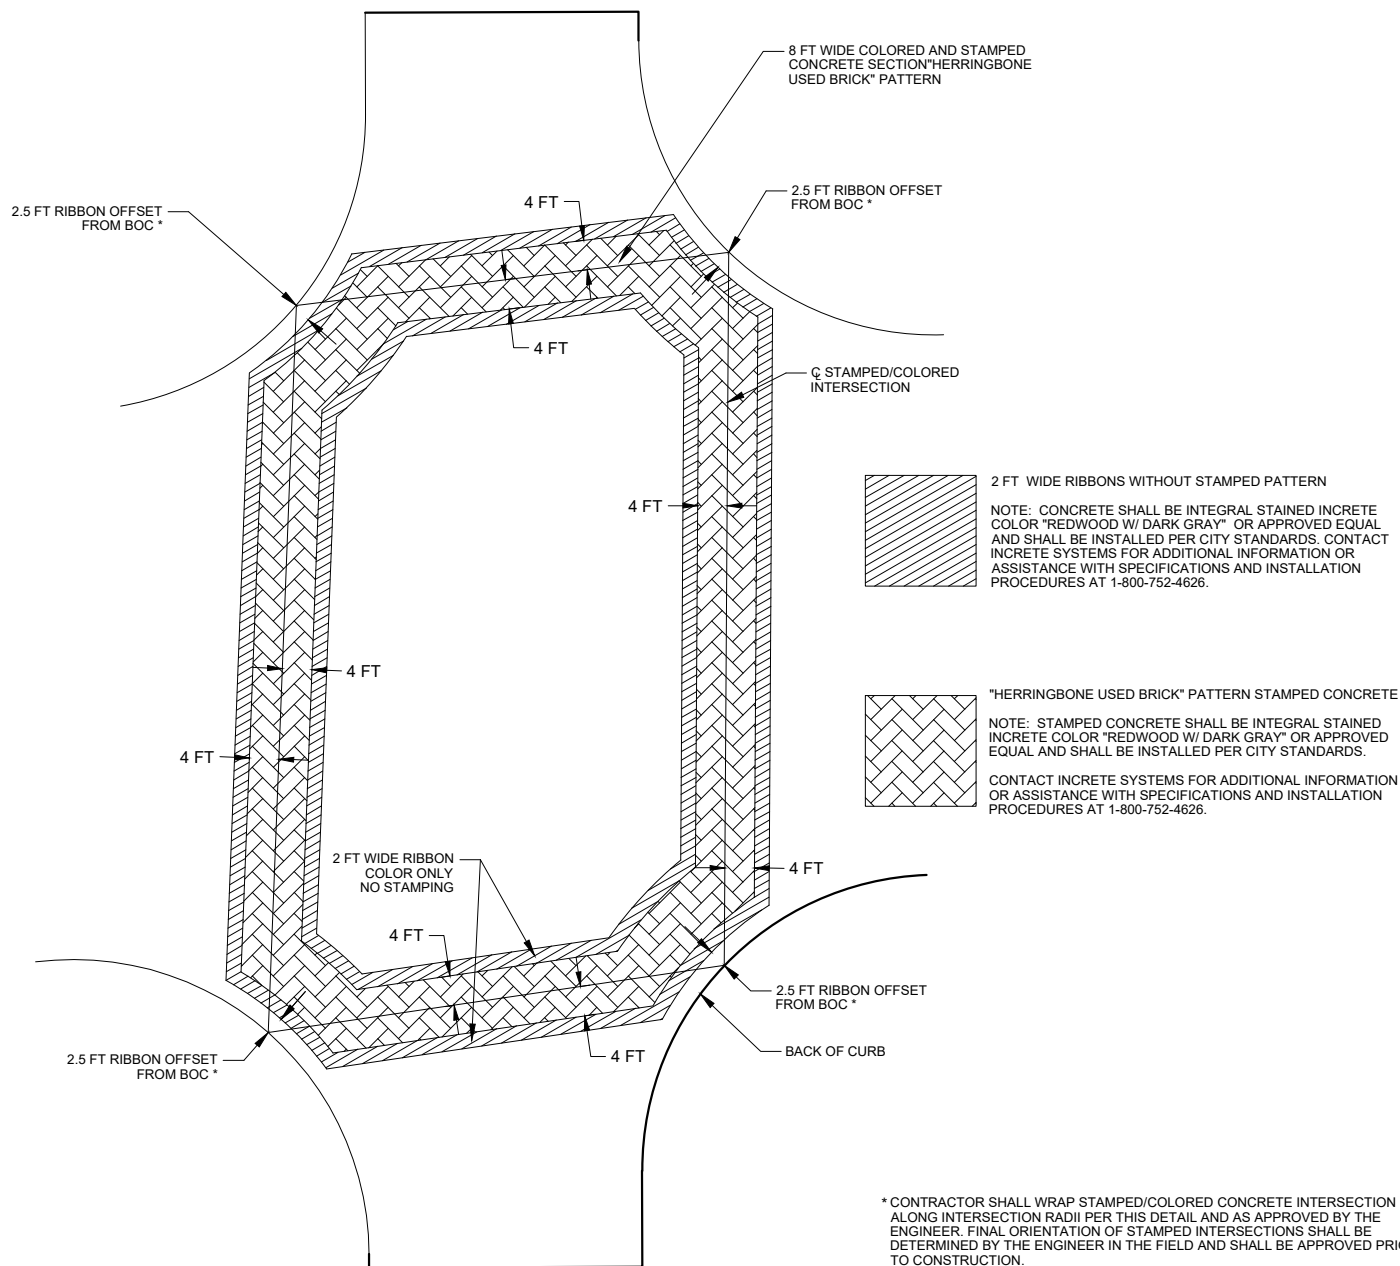 8 FT WIDE COLORED AND STAMPED
CONCRETE SECTION"HERRINGBONE
USED BRICK" PATTERN
2.5 FT RIBBON OFFSET
FROM BOC *
4 FT
2.5 FT RIBBON OFFSET
FROM BOC *
4 FT
℄ STAMPED/COLORED
INTERSECTION
4 FT
2 FT WIDE RIBBONS WITHOUT STAMPED PATTERN
NOTE: CONCRETE SHALL BE INTEGRAL STAINED INCRETE
COLOR "REDWOOD W/ DARK GRAY" OR APPROVED EQUAL
AND SHALL BE INSTALLED PER CITY STANDARDS. CONTACT
INCRETE SYSTEMS FOR ADDITIONAL INFORMATION OR
ASSISTANCE WITH SPECIFICATIONS AND INSTALLATION
PROCEDURES AT 1-800-752-4626.
4 FT
4 FT
"HERRINGBONE USED BRICK" PATTERN STAMPED CONCRETE
NOTE: STAMPED CONCRETE SHALL BE INTEGRAL STAINED
INCRETE COLOR "REDWOOD W/ DARK GRAY" OR APPROVED
EQUAL AND SHALL BE INSTALLED PER CITY STANDARDS.
CONTACT INCRETE SYSTEMS FOR ADDITIONAL INFORMATION
OR ASSISTANCE WITH SPECIFICATIONS AND INSTALLATION
PROCEDURES AT 1-800-752-4626.
2 FT WIDE RIBBON
COLOR ONLY
NO STAMPING
4 FT
4 FT
2.5 FT RIBBON OFFSET
FROM BOC *
BACK OF CURB
4 FT
2.5 FT RIBBON OFFSET
FROM BOC *
* CONTRACTOR SHALL WRAP STAMPED/COLORED CONCRETE INTERSECTION
ALONG INTERSECTION RADII PER THIS DETAIL AND AS APPROVED BY THE
ENGINEER. FINAL ORIENTATION OF STAMPED INTERSECTIONS SHALL BE
DETERMINED BY THE ENGINEER IN THE FIELD AND SHALL BE APPROVED
TO CONSTRUCTION.